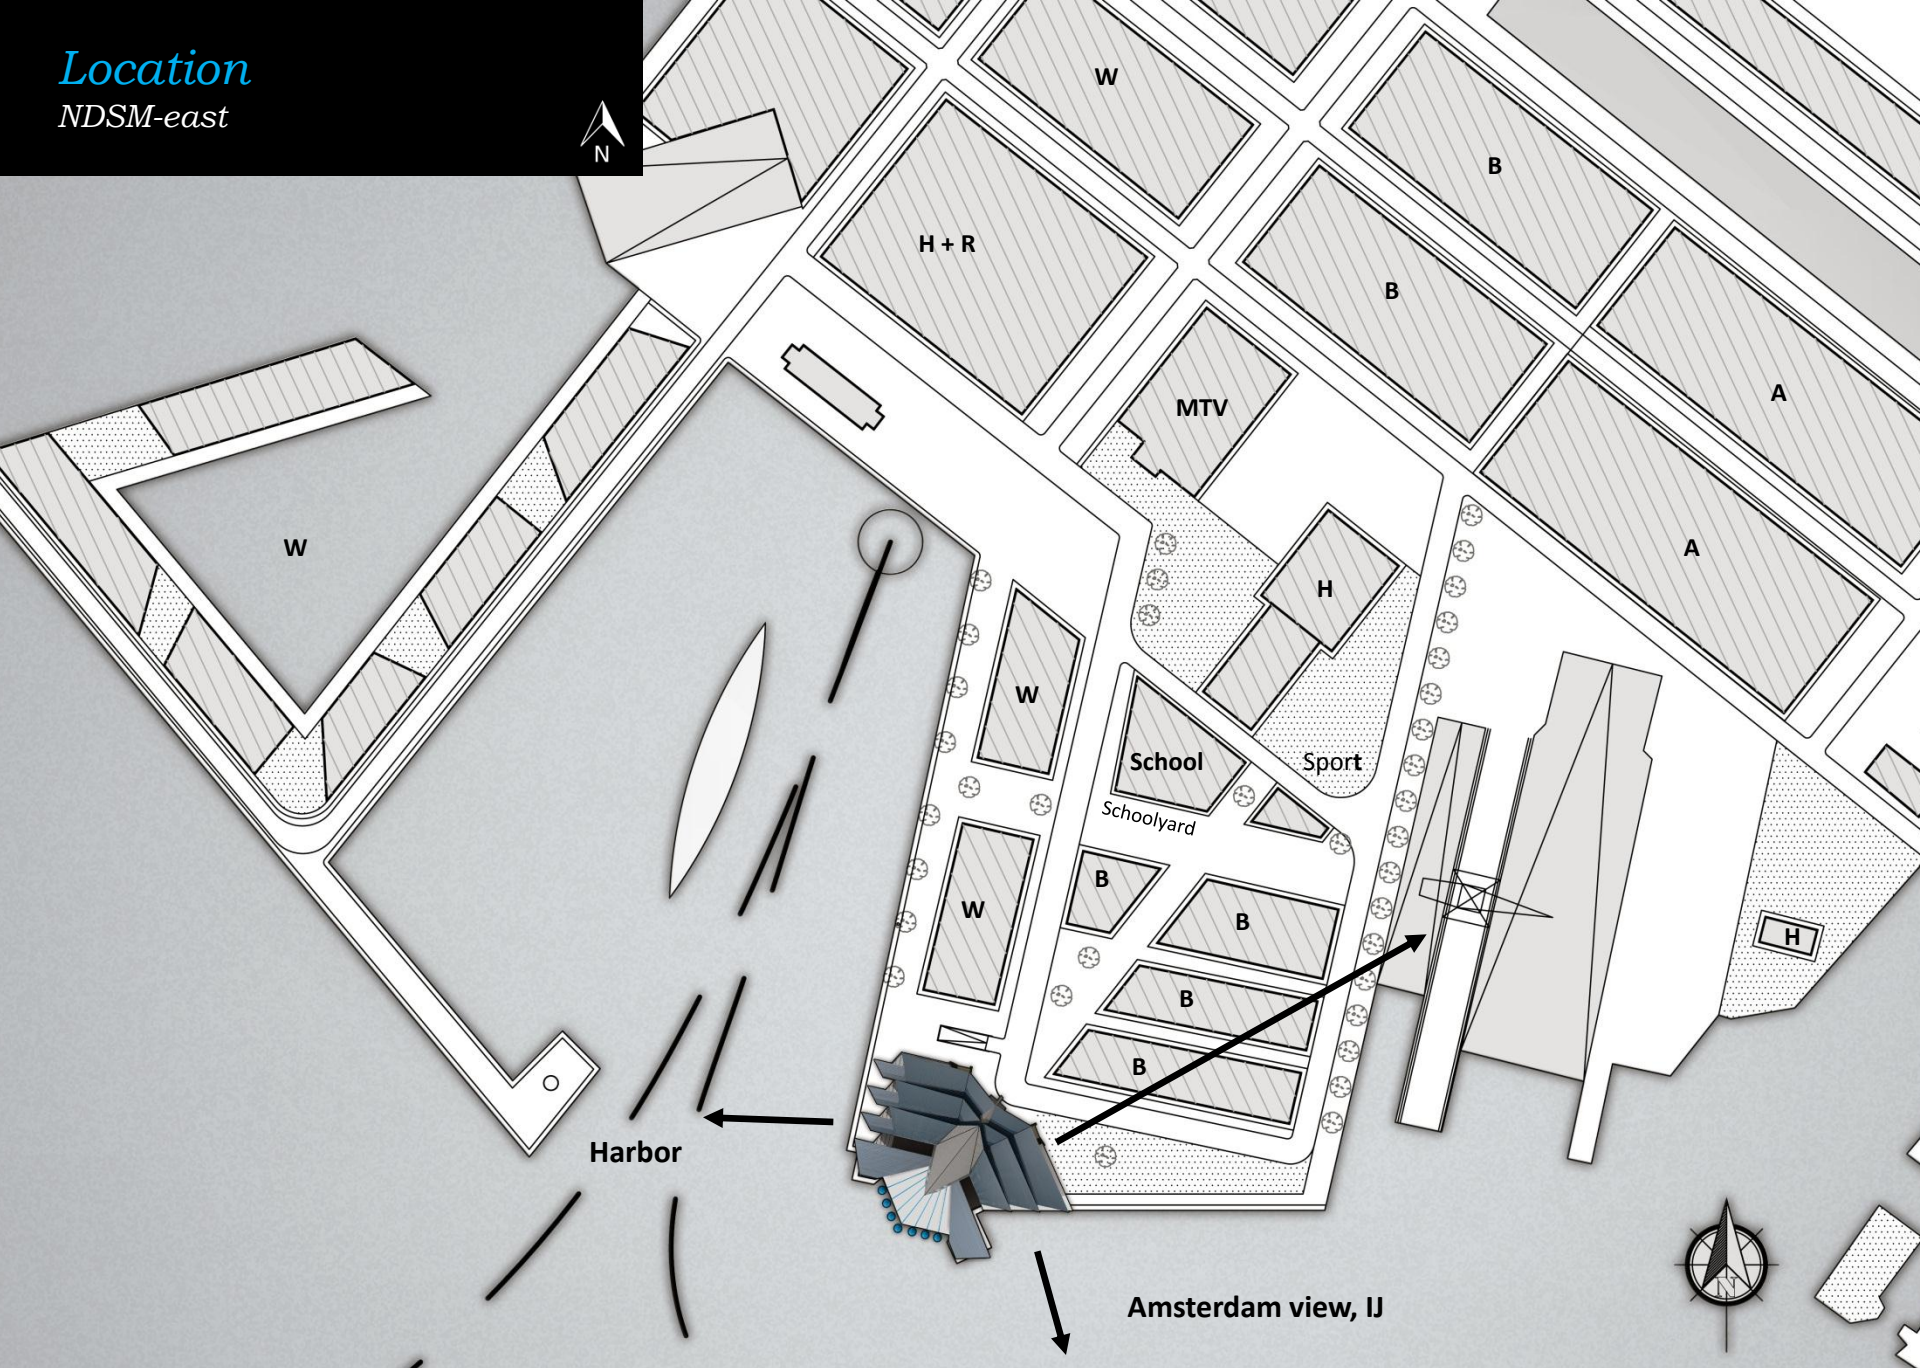 Location
NDSM-east
N
W
B
H + R
B
A
MTV
W
A
H
W
School
Sport
Schoolyard
B
W
B
H
B
B
Harbor
N
Amsterdam view, IJ